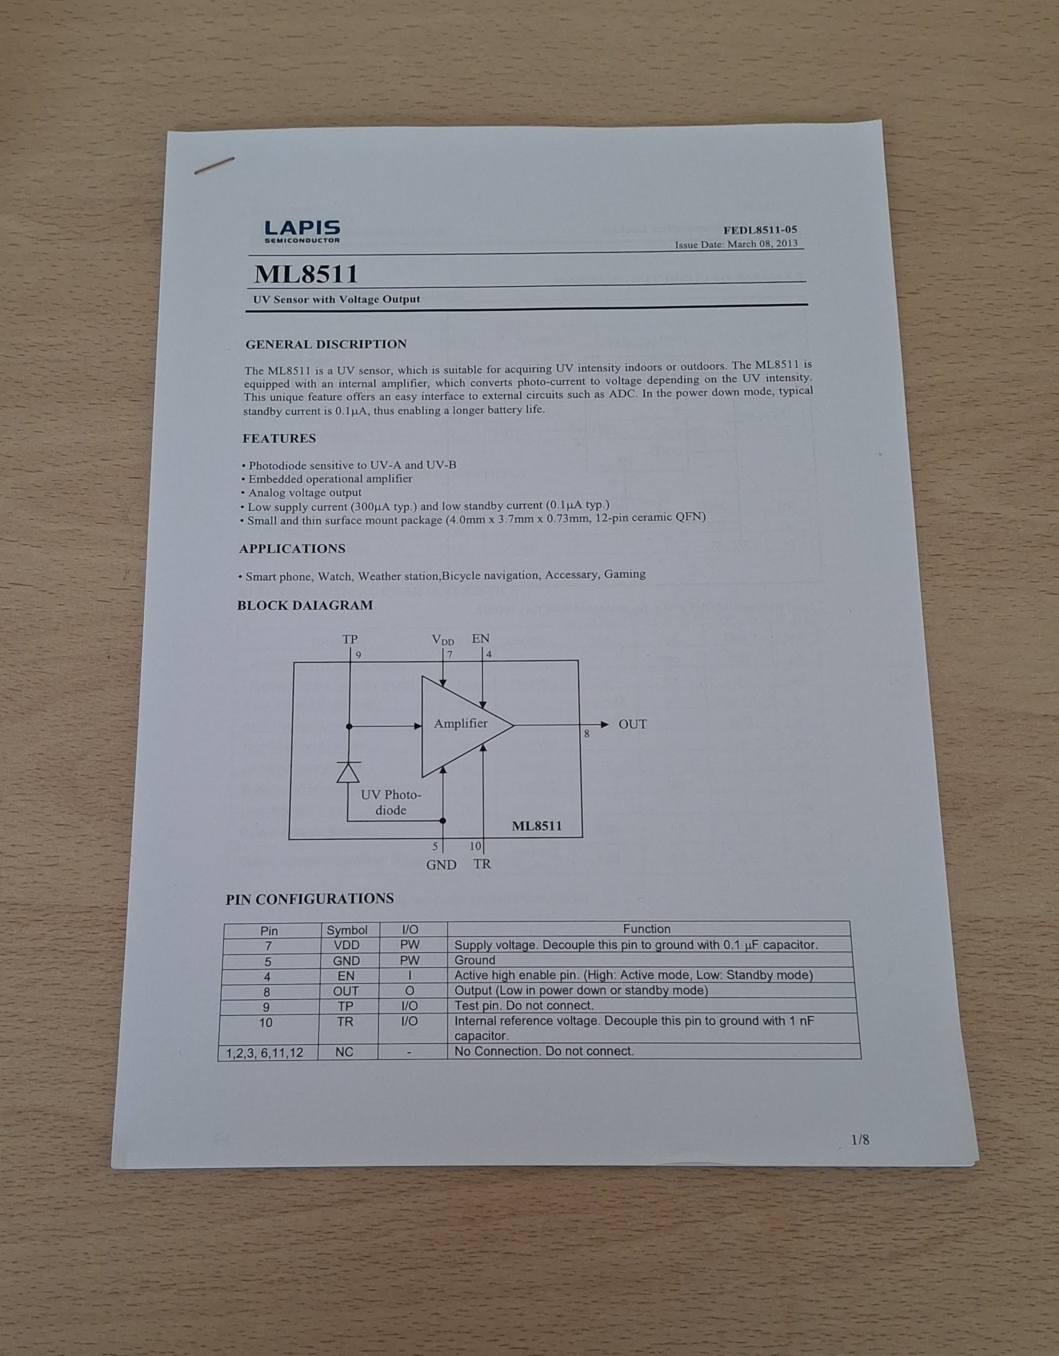 LAPIS
SEMICONDUCTOR
FEDL8511-05
Issue Date: March 08, 2013
ML8511
UV Sensor with Voltage Output
GENERAL DISCRIPTION
The ML8511 is a UV sensor, which is suitable for acquiring UV intensity indoors or outdoors. The ML8511 is
equipped with an internal amplifier, which converts photo-current to voltage depending on the UV intensity.
This unique feature offers an easy interface to external circuits such as ADC. In the power down mode, typical
standby current is 0.1µA, thus enabling a longer battery life.
FEATURES
• Photodiode sensitive to UV-A and UV-B
• Embedded operational amplifier
• Analog voltage output
• Low supply current (300µA typ.) and low standby current (0.1µA typ.)
• Small and thin surface mount package (4.0mm x 3.7mm x 0.73mm, 12-pin ceramic QFN)
APPLICATIONS
• Smart phone, Watch, Weather station,Bicycle navigation, Accessary, Gaming
BLOCK DAIAGRAM
TP VDD EN
9 7 4
Amplifier
OUT
8
UV Photo-
diode
ML8511
5 10
GND TR
PIN CONFIGURATIONS
Pin Symbol I/O Function
7 VDD PW Supply voltage. Decouple this pin to ground with 0.1 µF capacitor.
5 GND PW Ground
4 EN I Active high enable pin. (High: Active mode, Low: Standby mode)
8 OUT O Output (Low in power down or standby mode)
9 TP I/O Test pin. Do not connect.
10 TR I/O Internal reference voltage. Decouple this pin to ground with 1 nF
capacitor.
1,2,3, 6,11,12 NC - No Connection. Do not connect.
1/8